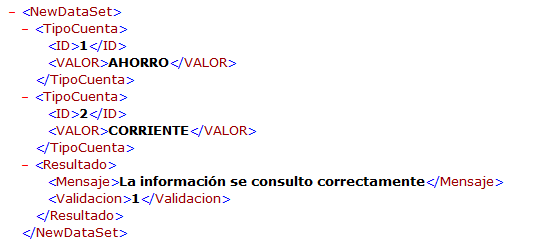 − <NewDataSet>
− <TipoCuenta>
<ID>1</ID>
<VALOR>AHORRO</VALOR>
</TipoCuenta>
− <TipoCuenta>
<ID>2</ID>
<VALOR>CORRIENTE</VALOR>
</TipoCuenta>
− <Resultado>
<Mensaje>La información se consulto correctamente</Mensaje>
<Validacion>1</Validacion>
</Resultado>
</NewDataSet>